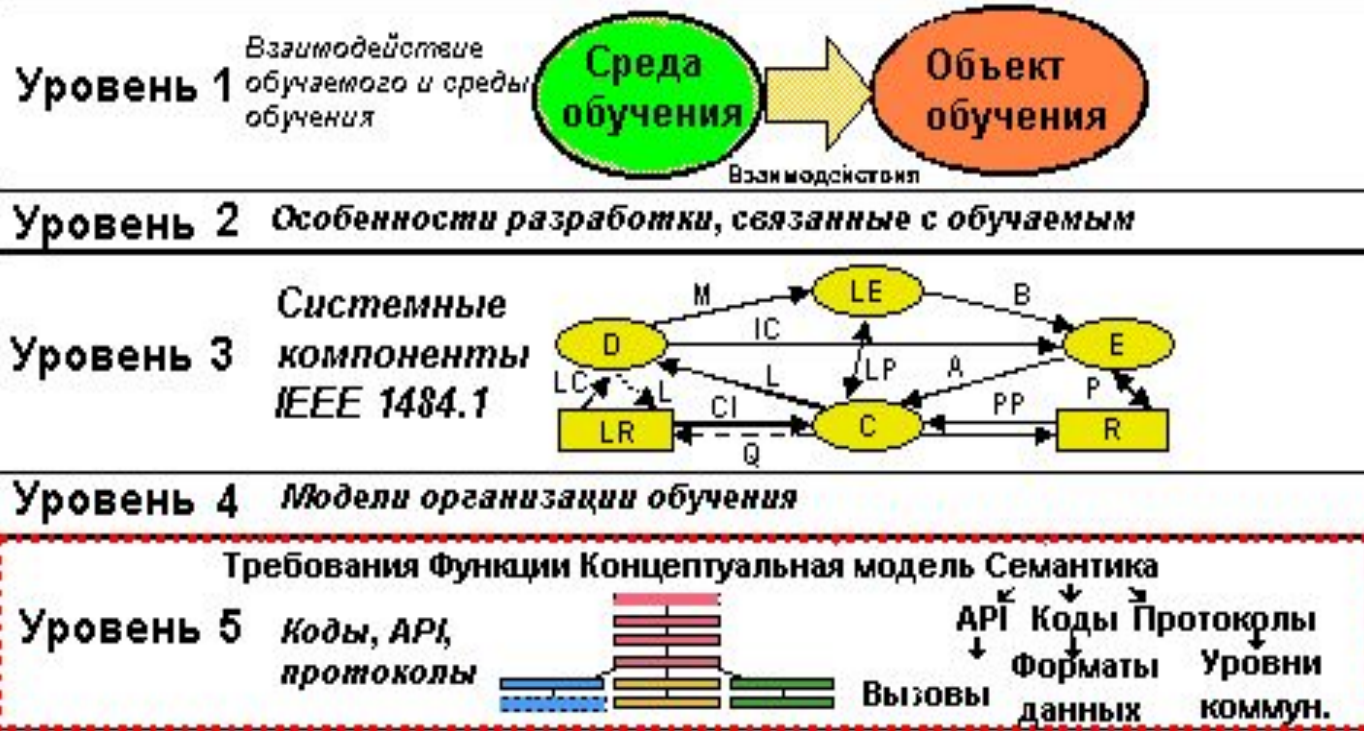 Уровень 1
Взаимодействие
обучаемого и среды
обучения
Среда
обучения
Объект
обучения
Взаимодействия
Уровень 2
Особенности разработки, связанные с обучаемым
Уровень 3
Системные
компоненты
IEEE 1484.1
M
LE
B
D
IC
E
LC
L
L
LP
A
P
CI
PP
LR
C
R
Q
Уровень 4
Модели организации обучения
Требования Функции Концептуальная модель Семантика
Уровень 5
Коды, API,
протоколы
API Коды Протоколы
Вызовы
Форматы
данных
Уровни
коммун.